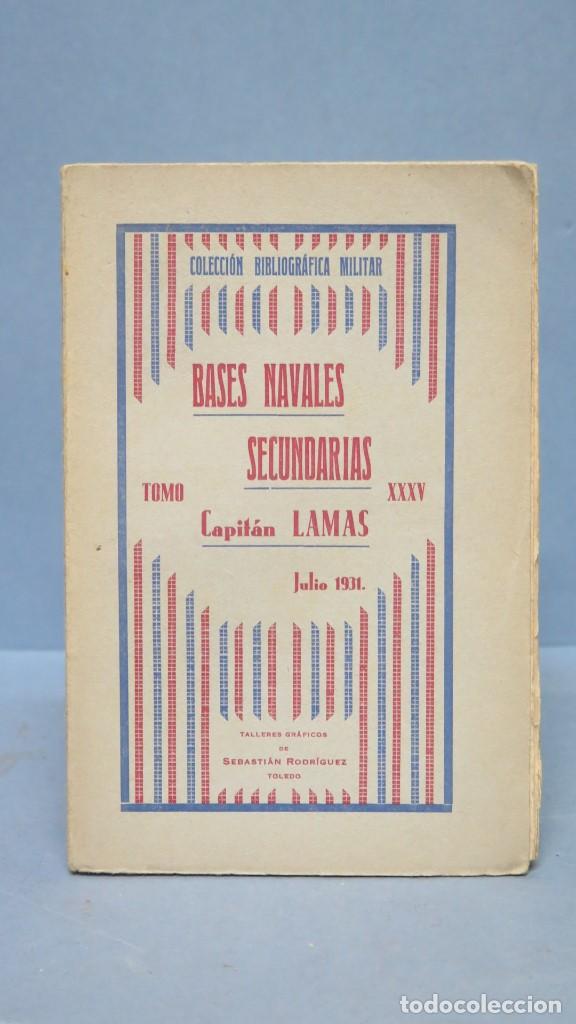 COLECCIÓN BIBLIOGRÁFICA MILITAR
BASES NAVALES
SECUNDARIAS
TOMO XXXV
Capitán LAMAS
Julio 1931.
TALLERES GRÁFICOS
DE
SEBASTIÁN RODRÍGUEZ
TOLEDO
todocoleccion